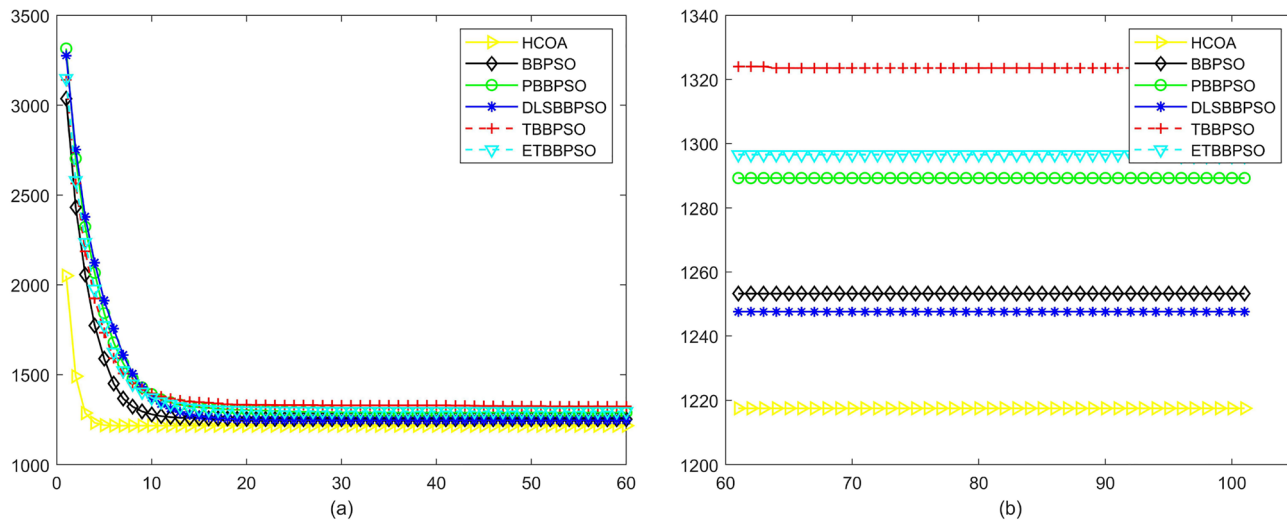 3500
3000
2500
2000
1500
1000
0
10
20
30
40
50
60
(a)
HCOA
BBPSO
PBBPSO
DLSBBPSO
TBBPSO
ETBBPSO
1340
1320
1300
1280
1260
1240
1220
1200
60
70
80
90
100
(b)
HCOA
BBPSO
PBBPSO
DLSBBPSO
TBBPSO
ETBBPSO